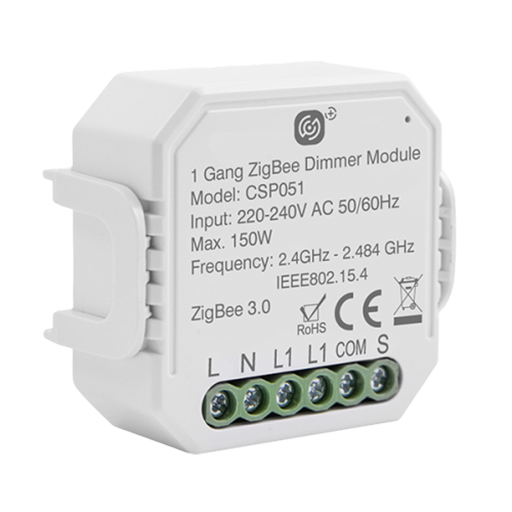 1 Gang ZigBee Dimmer Module
Model: CSP051
Input: 220-240V AC 50/60Hz
Max. 150W
Frequency: 2.4GHz - 2.484 GHz
IEEE802.15.4
ZigBee 3.0
RoHS CE
L N L1 L1 COM S